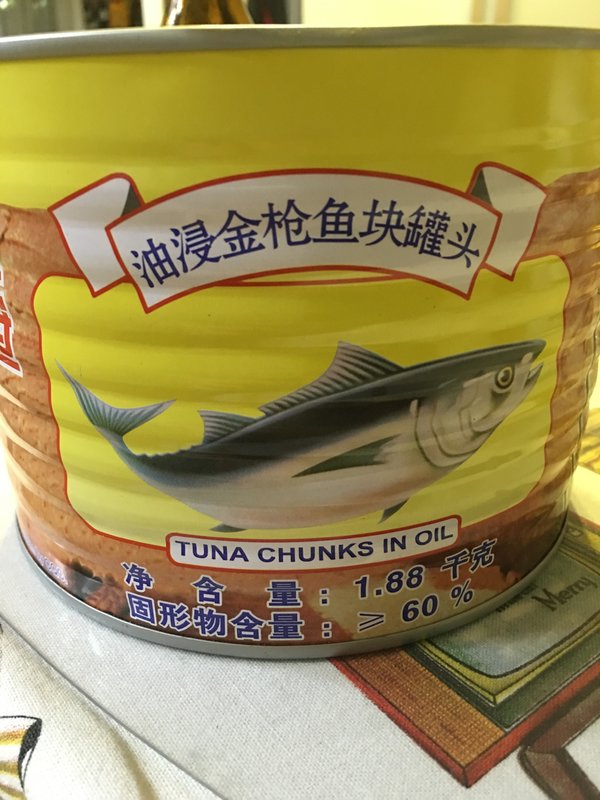 油浸金枪鱼块罐头
TUNA CHUNKS IN OIL
净 含 量 : 1.88 千克
固形物含量 : ≥ 60 %
Merry